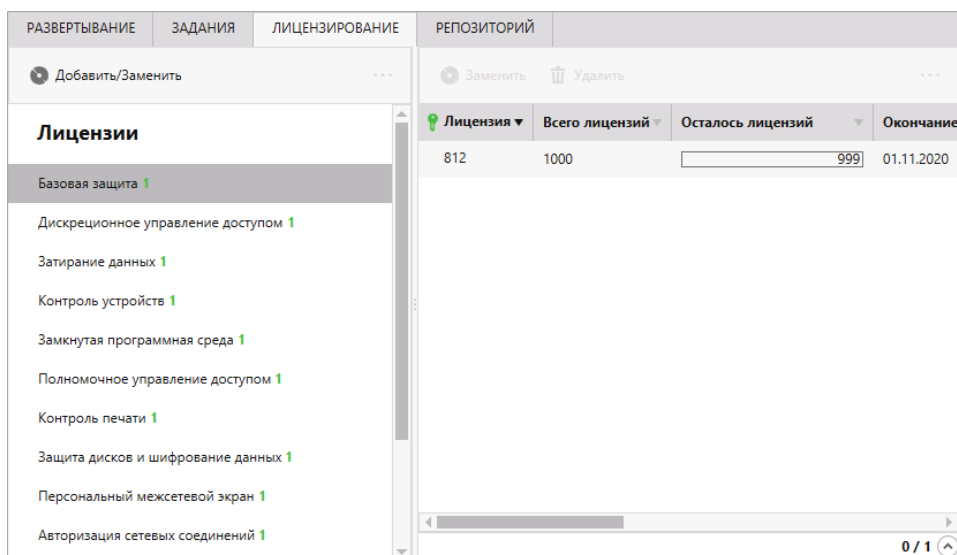 РАЗВЕРТЫВАНИЕ ЗАДАНИЯ ЛИЦЕНЗИРОВАНИЕ РЕПОЗИТОРИЙ
Добавить/Заменить ...
Заменить Удалить ...
Лицензии
Базовая защита 1
Дискреционное управление доступом 1
Затирание данных 1
Контроль устройств 1
Замкнутая программная среда 1
Полномочное управление доступом 1
Контроль печати 1
Защита дисков и шифрование данных 1
Персональный межсетевой экран 1
Авторизация сетевых соединений 1
Лицензия Всего лицензий Осталось лицензий Окончание
812 1000 999 01.11.2020
0 / 1